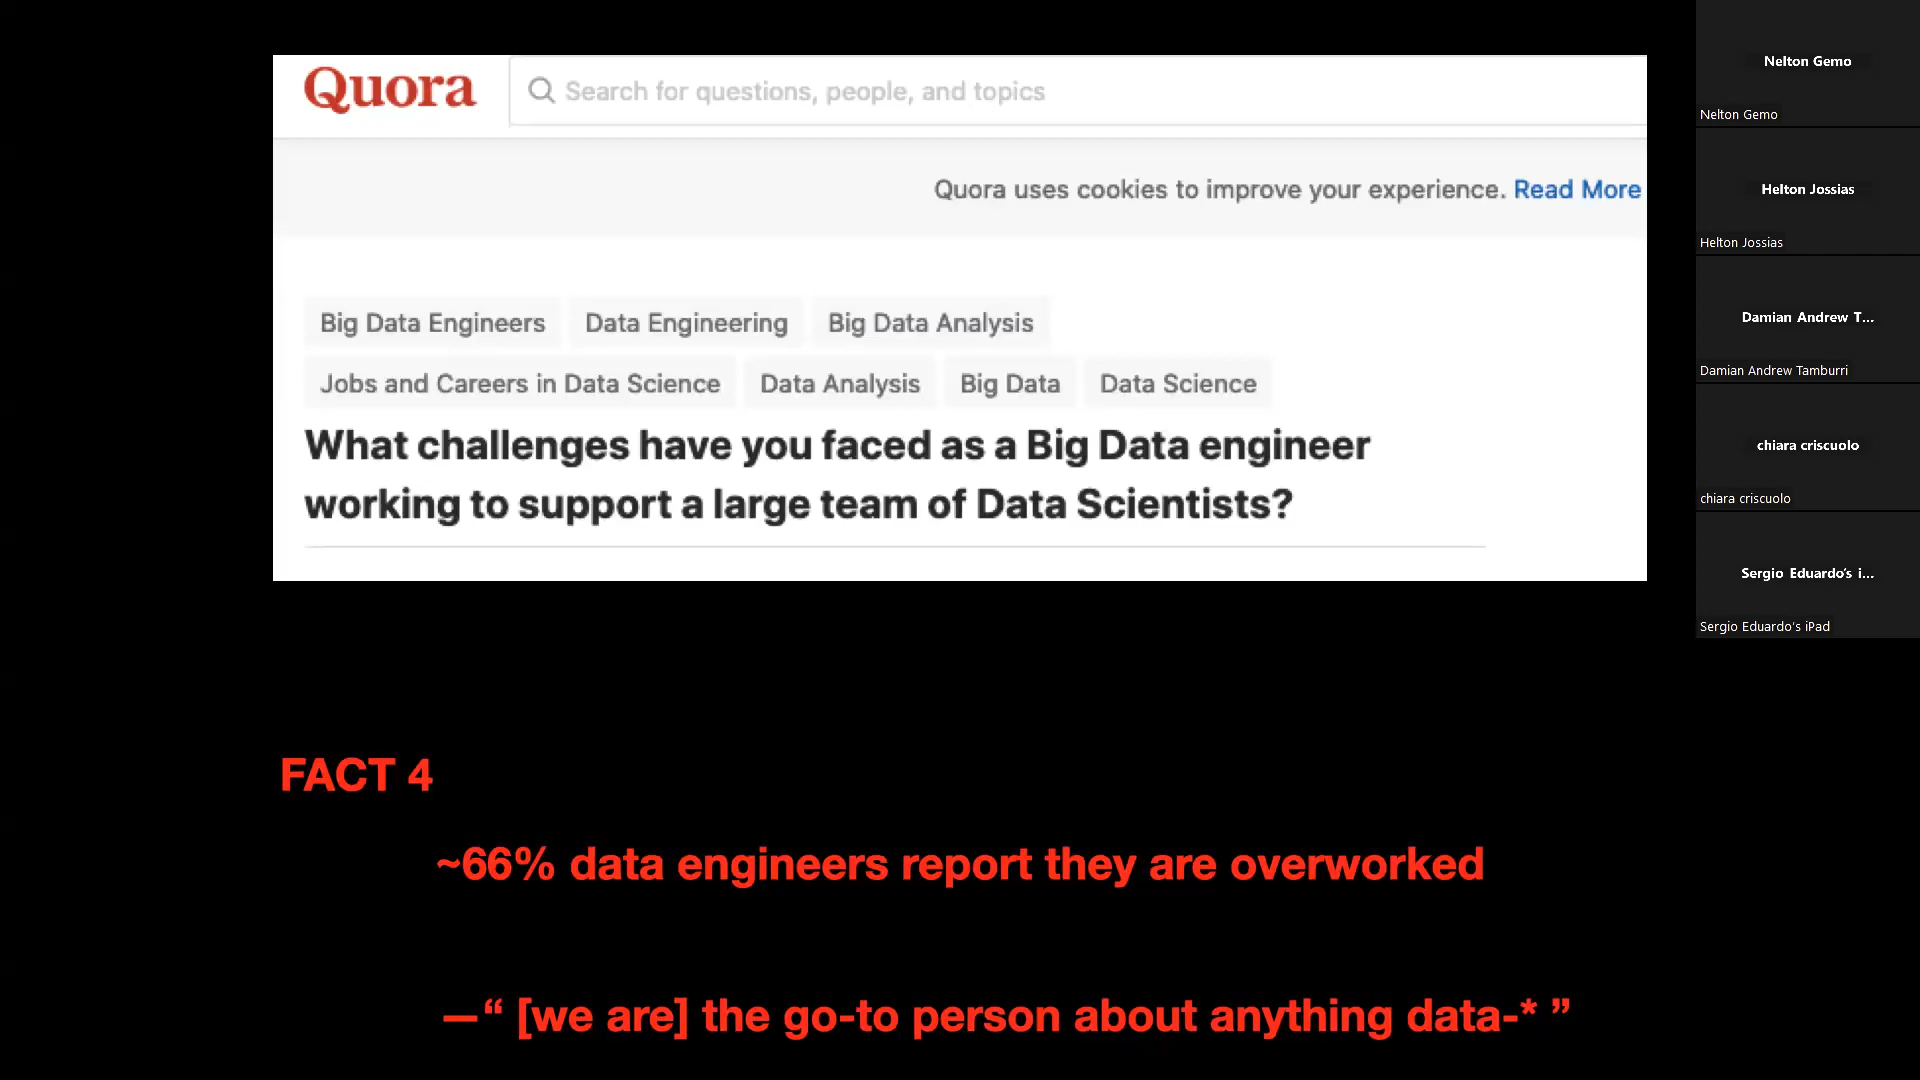 Quora
Search for questions, people, and topics
Quora uses cookies to improve your experience. Read More
Big Data Engineers
Data Engineering
Big Data Analysis
Jobs and Careers in Data Science
Data Analysis
Big Data
Data Science
What challenges have you faced as a Big Data engineer
working to support a large team of Data Scientists?
FACT 4
~66% data engineers report they are overworked
—“ [we are] the go-to person about anything data-* ”
Nelton Gemo
Nelton Gemo
Helton Jossias
Helton Jossias
Damian Andrew T...
Damian Andrew Tamburri
chiara criscuolo
chiara criscuolo
Sergio Eduardo's i...
Sergio Eduardo's iPad